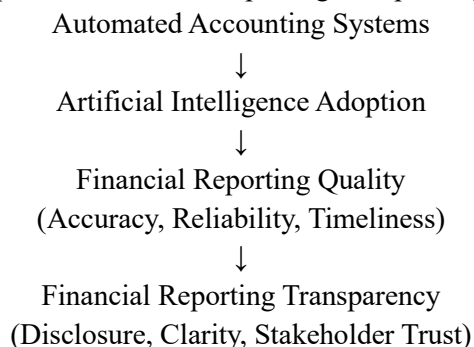 Automated Accounting Systems
↓
Artificial Intelligence Adoption
↓
Financial Reporting Quality
(Accuracy, Reliability, Timeliness)
↓
Financial Reporting Transparency
(Disclosure, Clarity, Stakeholder Trust)